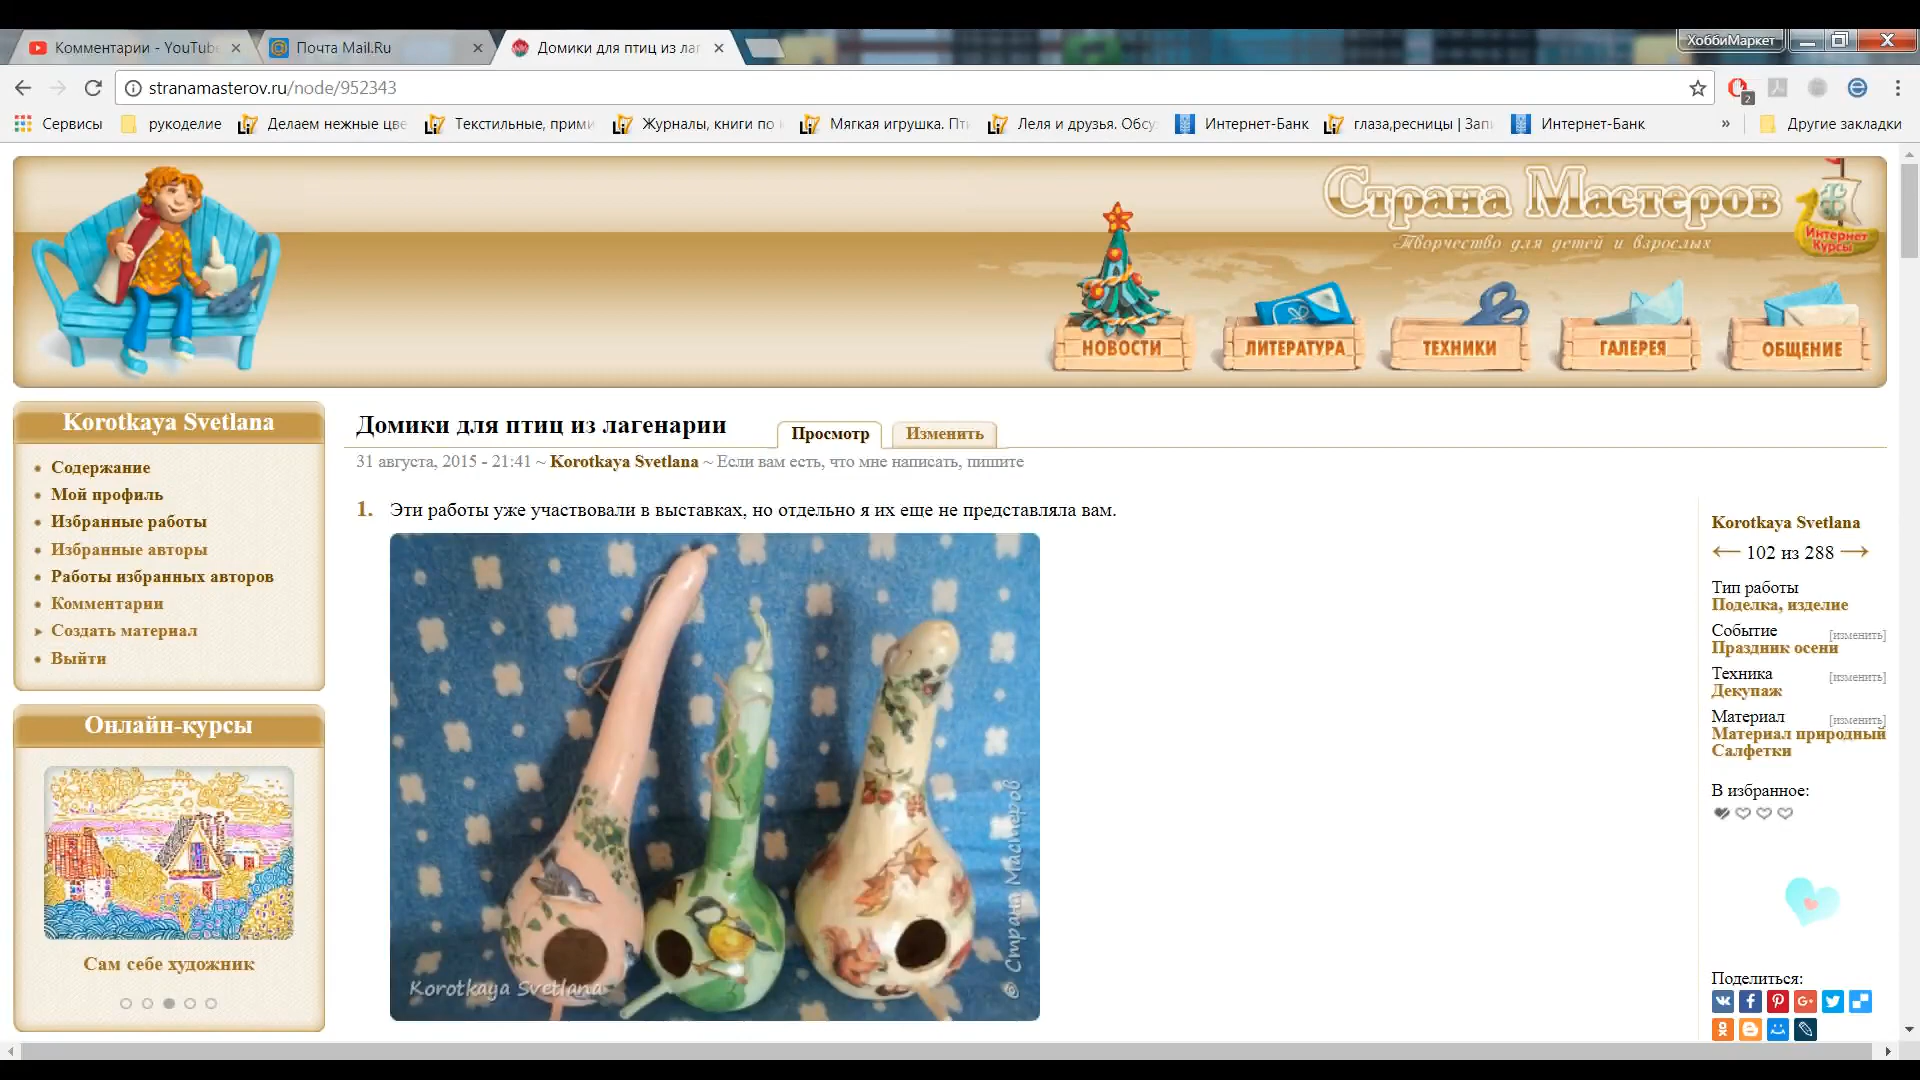 Комментарии - YouTube
Почта Mail.Ru
Домики для птиц из лаг
ХоббиМаркет
stranamasterov.ru/node/952343
2
Сервисы
рукоделие
Делаем нежные цве
Текстильные, прими
Журналы, книги по
Мягкая игрушка. Пти
Леля и друзья. Обсу
Интернет-Банк
глаза,ресницы | Запи
Интернет-Банк
»
Другие закладки
Страна Мастеров
Творчество для детей и взрослых
Интернет
Курсы
НОВОСТИ
ЛИТЕРАТУРА
ТЕХНИКИ
ГАЛЕРЕЯ
ОБЩЕНИЕ
Korotkaya Svetlana
Содержание
Мой профиль
Избранные работы
Избранные авторы
Работы избранных авторов
Комментарии
Создать материал
Выйти
Онлайн-курсы
Сам себе художник
Домики для птиц из лагенарии
Просмотр
Изменить
31 августа, 2015 - 21:41 ~ Korotkaya Svetlana ~ Если вам есть, что мне написать, пишите
1. Эти работы уже участвовали в выставках, но отдельно я их еще не представляла вам.
Korotkaya Svetlana
© Страна Мастеров
Korotkaya Svetlana
102 из 288
Тип работы
Поделка, изделие
Событие [изменить]
Праздник осени
Техника [изменить]
Декупаж
Материал [изменить]
Материал природный
Салфетки
В избранное:
Поделиться: